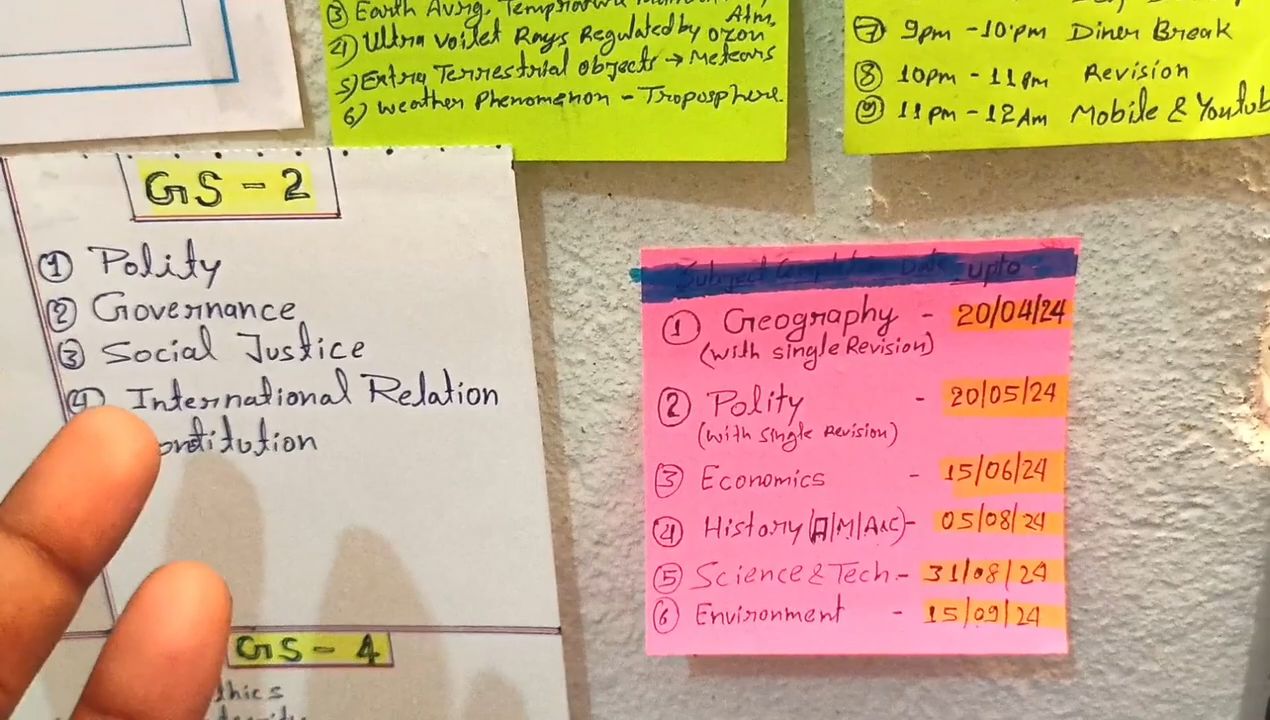 ③ Earth Avrg. Temp
4) Ultra Voilet Rays Regulated by Ozon Atm.
5) Extra Terrestrial Objects → Meteors
6) Weather Phenomenon - Troposphere.
⑦ 9pm - 10pm Diner Break
⑧ 10pm - 11pm Revision
⑨ 11pm - 12Am Mobile & Youtub
GS - 2
① Polity
② Governance
③ Social Justice
④ International Relation
onstitution
GS - 4
thics
Subject Complete Date upto
① Geography - 20/04/24
(with single Revision)
② Polity - 20/05/24
(with single Revision)
③ Economics - 15/06/24
④ History (A/M/A&C) - 05/08/24
⑤ Science & Tech - 31/08/24
⑥ Environment - 15/09/24